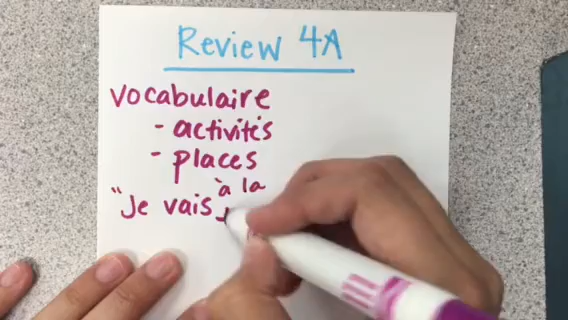 Review 4A
vocabulaire
- activités
- places
à la
"Je vais